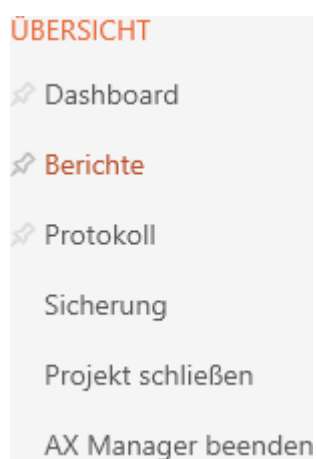 ÜBERSICHT
Dashboard
Berichte
Protokoll
Sicherung
Projekt schließen
AX Manager beenden